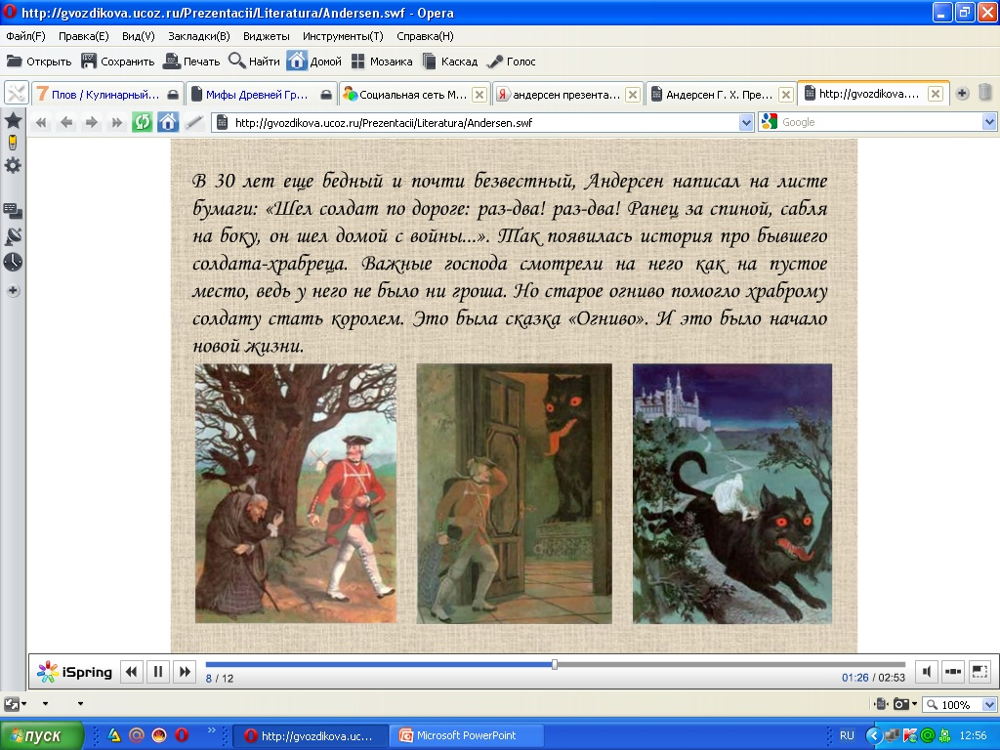 http://gvozdikova.ucoz.ru/Prezentacii/Literatura/Andersen.swf - Opera
Файл(F) Правка(E) Вид(V) Закладки(B) Виджеты Инструменты(T) Справка(H)
Открыть Сохранить Печать Найти Домой Мозаика Каскад Голос
Плов / Кулинарный... Мифы Древней Гр... Социальная сеть М... андерсен презента... Андерсен Г. Х. Пре... http://gvozdikova....
http://gvozdikova.ucoz.ru/Prezentacii/Literatura/Andersen.swf Google
В 30 лет еще бедный и почти безвестный, Андерсен написал на листе
бумаги: «Шел солдат по дороге: раз-два! раз-два! Ранец за спиной, сабля
на боку, он шел домой с войны...». Так появилась история про бывшего
солдата-храбреца. Важные господа смотрели на него как на пустое
место, ведь у него не было ни гроша. Но старое огниво помогло храброму
солдату стать королем. Это была сказка «Огниво». И это было начало
новой жизни.
iSpring
8 / 12 01:26 / 02:53
100%
пуск http://gvozdikova.uc... Microsoft PowerPoint RU 12:56